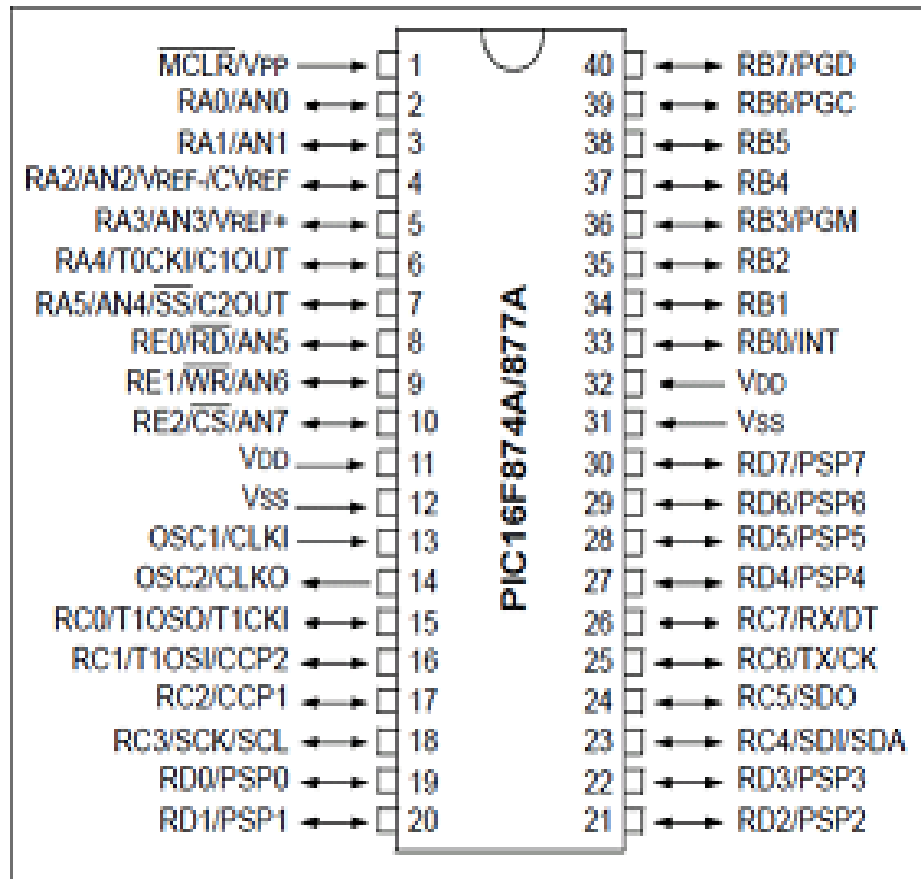 MCLR/VPP 1 40 RB7/PGD
RA0/AN0 2 39 RB6/PGC
RA1/AN1 3 38 RB5
RA2/AN2/VREF-/CVREF 4 37 RB4
RA3/AN3/VREF+ 5 36 RB3/PGM
RA4/T0CKI/C1OUT 6 35 RB2
RA5/AN4/SS/C2OUT 7 34 RB1
RE0/RD/AN5 8 33 RB0/INT
RE1/WR/AN6 9 32 VDD
RE2/CS/AN7 10 31 VSS
VDD 11 30 RD7/PSP7
VSS 12 29 RD6/PSP6
OSC1/CLKI 13 28 RD5/PSP5
OSC2/CLKO 14 27 RD4/PSP4
RC0/T1OSO/T1CKI 15 26 RC7/RX/DT
RC1/T1OSI/CCP2 16 25 RC6/TX/CK
RC2/CCP1 17 24 RC5/SDO
RC3/SCK/SCL 18 23 RC4/SDI/SDA
RD0/PSP0 19 22 RD3/PSP3
RD1/PSP1 20 21 RD2/PSP2
PIC16F874A/877A